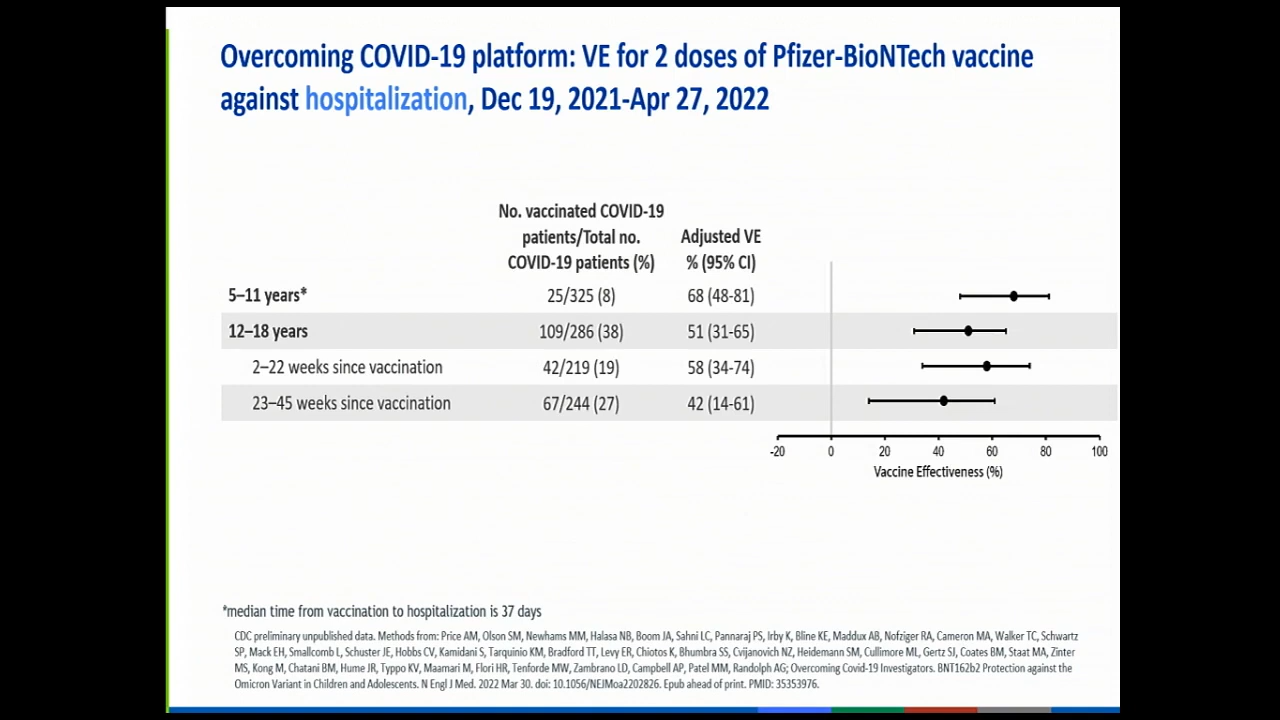 Overcoming COVID-19 platform: VE for 2 doses of Pfizer-BioNTech vaccine
against hospitalization, Dec 19, 2021-Apr 27, 2022
No. vaccinated COVID-19
patients/Total no.
COVID-19 patients (%)
Adjusted VE
% (95% CI)
5–11 years* 25/325 (8) 68 (48-81)
12–18 years 109/286 (38) 51 (31-65)
2–22 weeks since vaccination 42/219 (19) 58 (34-74)
23–45 weeks since vaccination 67/244 (27) 42 (14-61)
-20 0 20 40 60 80 100
Vaccine Effectiveness (%)
*median time from vaccination to hospitalization is 37 days
CDC preliminary unpublished data. Methods from: Price AM, Olson SM, Newhams MM, Halasa NB, Boom JA, Sahni LC, Pannaraj PS, Irby K, Bline KE, Maddux AB, Nofziger RA, Cameron MA, Walker TC, Schwartz
SP, Mack EH, Smallcomb L, Schuster JE, Hobbs CV, Kamidani S, Tarquinio KM, Bradford TT, Levy ER, Chiotos K, Bhumbra SS, Cvijanovich NZ, Heidemann SM, Cullimore ML, Gertz SJ, Coates BM, Staat MA, Zinter
MS, Kong M, Chatani BM, Hume JR, Typpo KV, Maamari M, Flori HR, Tenforde MW, Zambrano LD, Campbell AP, Patel MM, Randolph AG; Overcoming Covid-19 Investigators. BNT162b2 Protection against the
Omicron Variant in Children and Adolescents. N Engl J Med. 2022 Mar 30. doi: 10.1056/NEJMoa2202826. Epub ahead of print. PMID: 35353976.